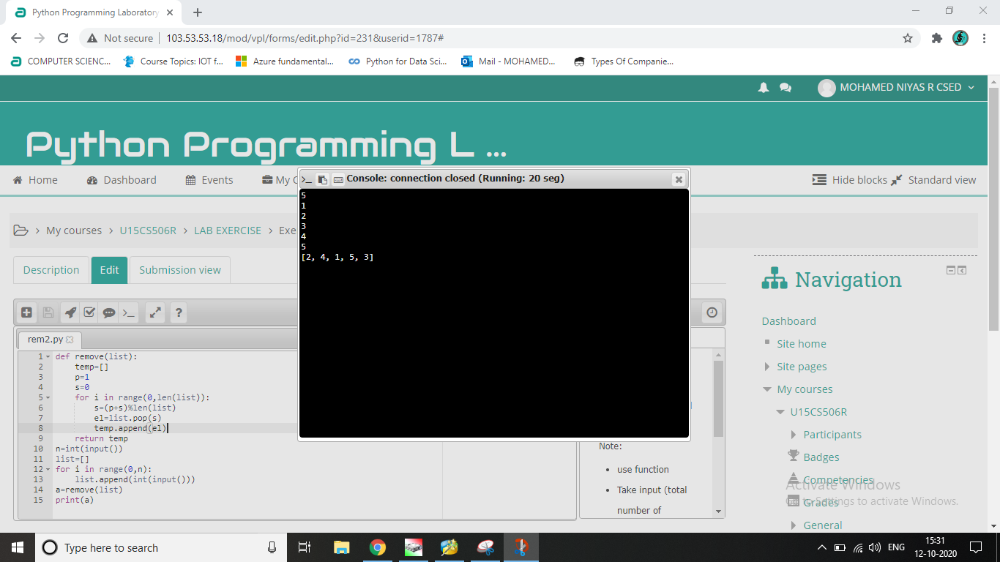 Python Programming Laboratory
Not secure | 103.53.53.18/mod/vpl/forms/edit.php?id=231&userid=1787#
COMPUTER SCIENC... Course Topics: IOT f... Azure fundamental... Python for Data Sci... Mail - MOHAMED... Types Of Companie...
MOHAMED NIYAS R CSED
Python Programming L ...
Home Dashboard Events My C Hide blocks Standard view
Console: connection closed (Running: 20 seg)
5
1
2
3
4
5
[2, 4, 1, 5, 3]
My courses > U15CS506R > LAB EXERCISE > Exe
Description Edit Submission view
rem2.py
1 def remove(list):
2 temp=[]
3 p=1
4 s=0
5 for i in range(0,len(list)):
6 s=(p+s)%len(list)
7 el=list.pop(s)
8 temp.append(el)
9 return temp
10 n=int(input())
11 list=[]
12 for i in range(0,n):
13 list.append(int(input()))
14 a=remove(list)
15 print(a)
Note:
use function
Take input (total
number of
Navigation
Dashboard
Site home
Site pages
My courses
U15CS506R
Participants
Badges
Competencies
Grades
General
Activate Windows
Go to Settings to activate Windows.
Type here to search
ENG
15:31
12-10-2020